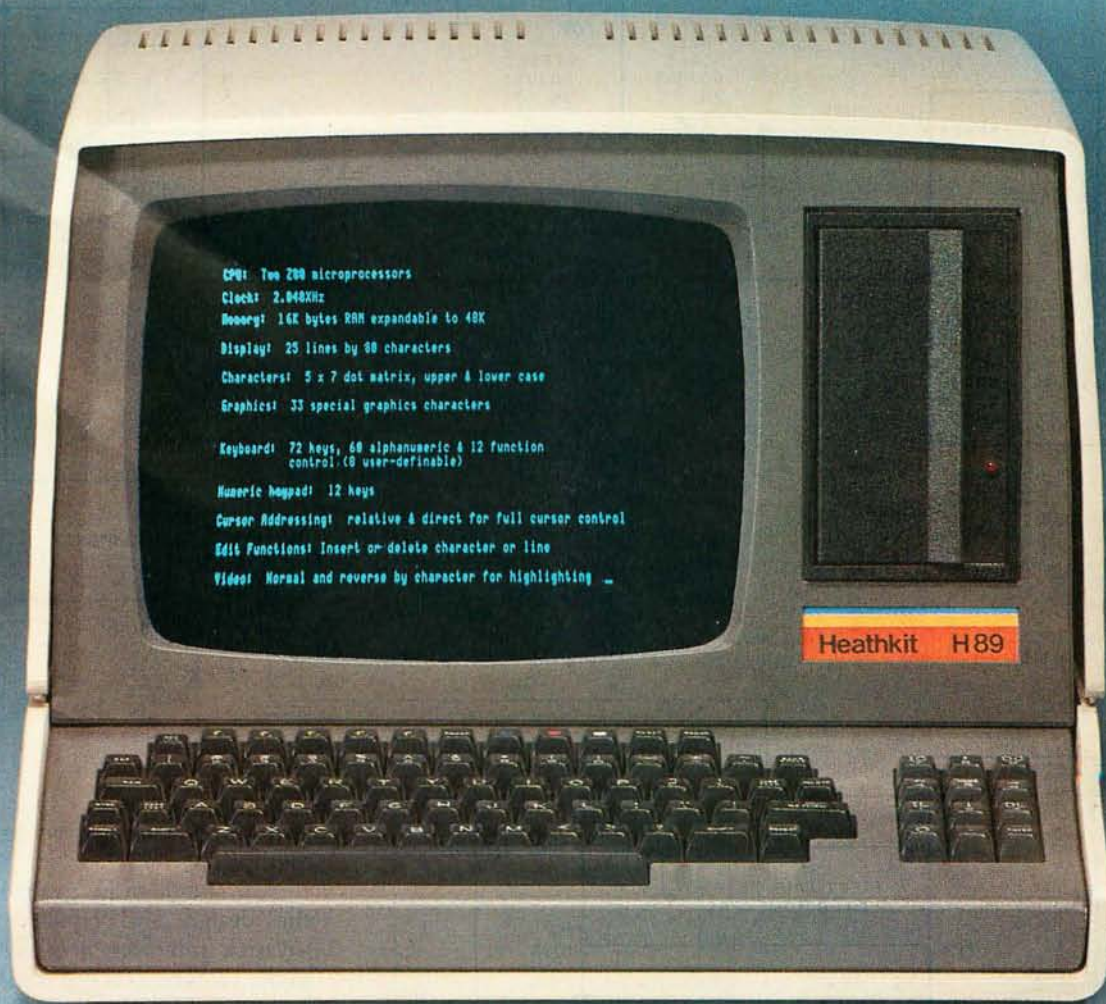 CPU: Two Z80 microprocessors
Clock: 2.048XHz
Memory: 16K bytes RAM expandable to 48K
Display: 25 lines by 80 characters
Characters: 5 x 7 dot matrix, upper & lower case
Graphics: 33 special graphics characters
Keyboard: 72 keys, 60 alphanumeric & 12 function
control (8 user-definable)
Numeric keypad: 12 keys
Cursor Addressing: relative & direct for full cursor control
Edit Functions: Insert or delete character or line
Video: Normal and reverse by character for highlighting _
Heathkit H89
Q W E R T Y U I O P
A S D F G H J K L
Z X C V B N M